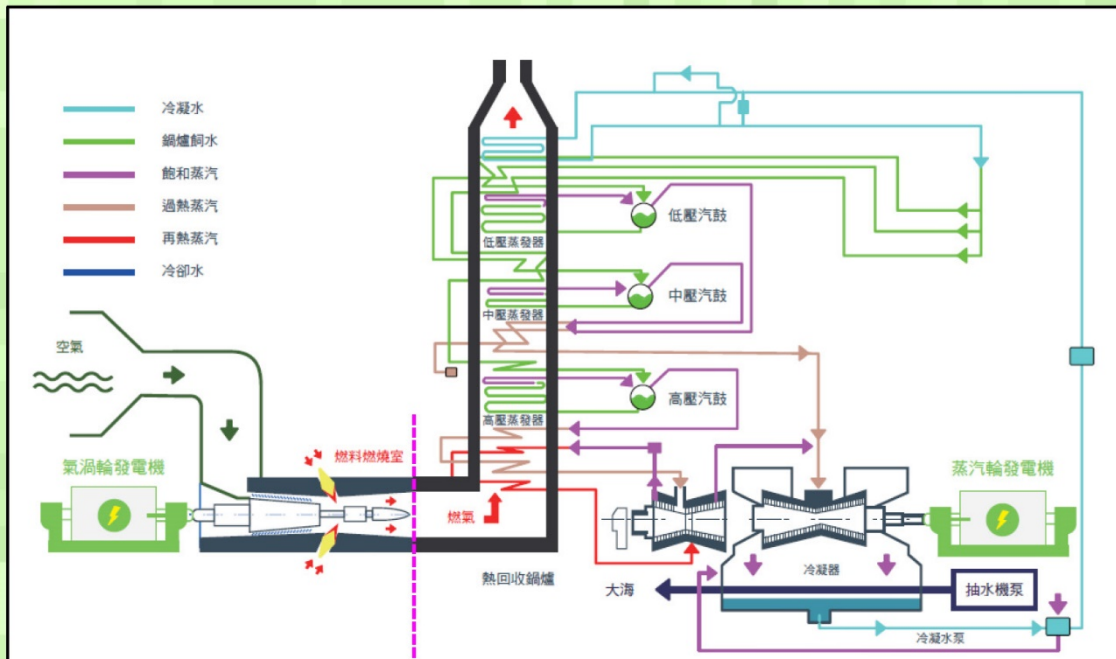 冷凝水
鍋爐飼水
飽和蒸汽
過熱蒸汽
再熱蒸汽
冷卻水
空氣
低壓汽鼓
低壓蒸發器
中壓汽鼓
中壓蒸發器
高壓汽鼓
高壓蒸發器
氣渦輪發電機
燃料燃燒室
蒸汽輪發電機
燃氣
熱回收鍋爐
冷凝器
大海
抽水機泵
冷凝水泵